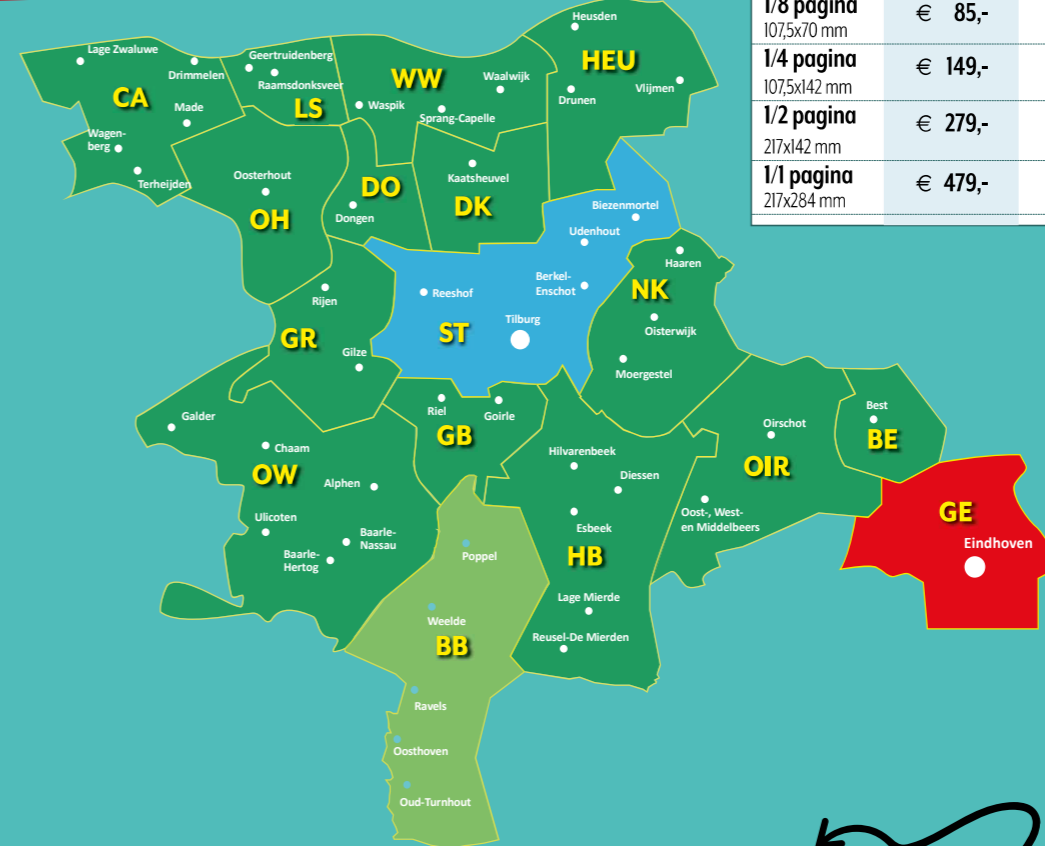 Heusden
HEU
Drunen
Vlijmen
Lage Zwaluwe
Drimmelen
CA
Made
Wagen-
berg
Terheijden
Geertruidenberg
Raamsdonksveer
LS
WW
Waalwijk
Waspik
Sprang-Capelle
Oosterhout
OH
DO
Dongen
Kaatsheuvel
DK
Biezenmortel
Udenhout
Berkel-
Enschot
Reeshof
ST
Tilburg
Haaren
NK
Oisterwijk
Moergestel
Rijen
GR
Gilze
Galder
Chaam
OW
Alphen
Ulicoten
Baarle-
Nassau
Baarle-
Hertog
Riel
Goirle
GB
Hilvarenbeek
Diessen
Esbeek
HB
Lage Mierde
Reusel-De Mierden
Oirschot
OIR
Oost-, West-
en Middelbeers
Best
BE
GE
Eindhoven
Poppel
Weelde
BB
Ravels
Oosthoven
Oud-Turnhout
1/8 pagina € 85,-
107,5x70 mm
1/4 pagina € 149,-
107,5x142 mm
1/2 pagina € 279,-
217x142 mm
1/1 pagina € 479,-
217x284 mm